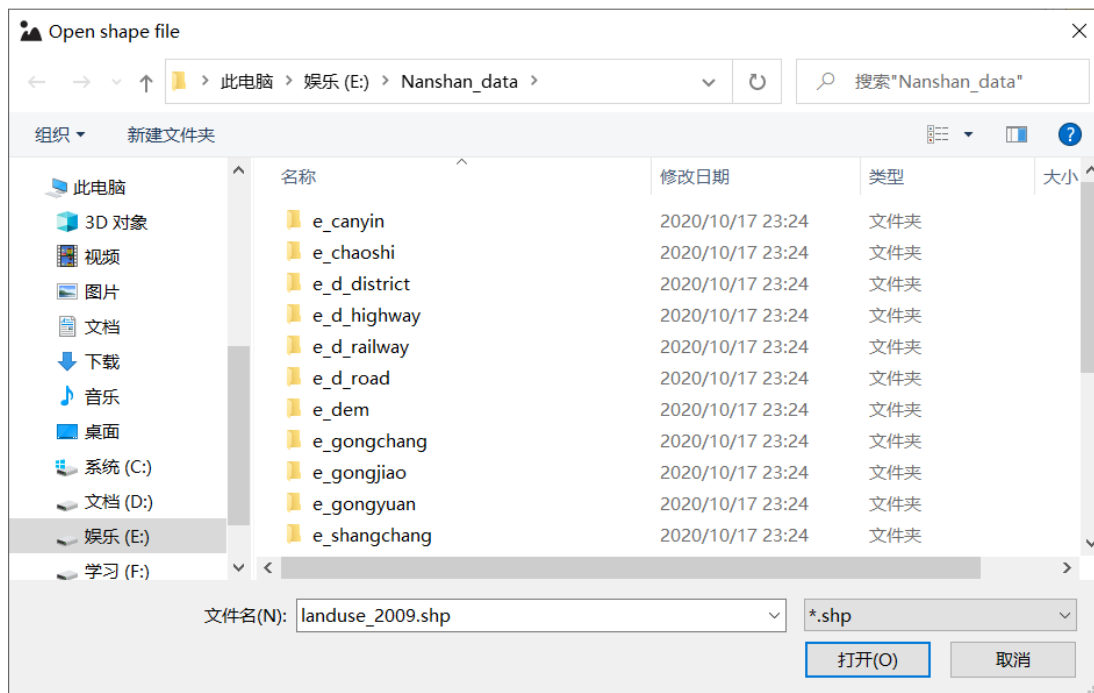 Open shape file
此电脑 娱乐 (E:) Nanshan_data 搜索"Nanshan_data"
组织 新建文件夹
名称 修改日期 类型 大小
此电脑
3D 对象
视频
图片
文档
下载
音乐
桌面
系统 (C:)
文档 (D:)
娱乐 (E:)
学习 (F:)
e_canyin 2020/10/17 23:24 文件夹
e_chaoshi 2020/10/17 23:24 文件夹
e_d_district 2020/10/17 23:24 文件夹
e_d_highway 2020/10/17 23:24 文件夹
e_d_railway 2020/10/17 23:24 文件夹
e_d_road 2020/10/17 23:24 文件夹
e_dem 2020/10/17 23:24 文件夹
e_gongchang 2020/10/17 23:24 文件夹
e_gongjiao 2020/10/17 23:24 文件夹
e_gongyuan 2020/10/17 23:24 文件夹
e_shangchang 2020/10/17 23:24 文件夹
文件名(N): landuse_2009.shp *.shp
打开(O) 取消